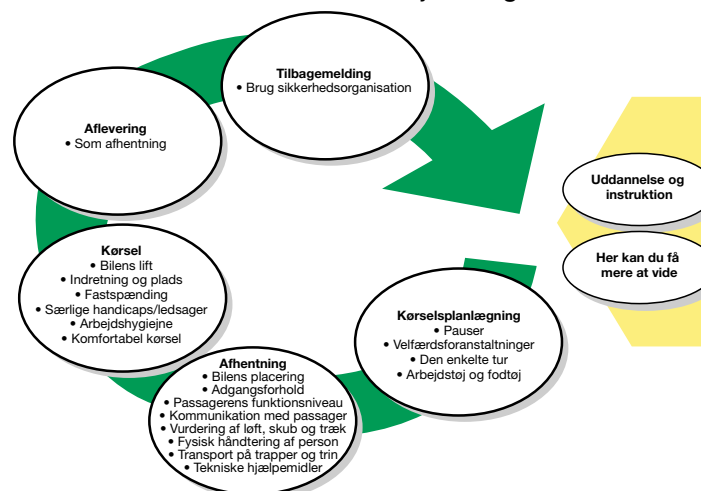 Tilbagemelding
• Brug sikkerhedsorganisation
Aflevering
• Som afhentning
Uddannelse og
instruktion
Her kan du få
mere at vide
Kørsel
• Bilens lift
• Indretning og plads
• Fastspænding
• Særlige handicaps/ledsager
• Arbejdshygiejne
• Komfortabel kørsel
Kørselsplanlægning
• Pauser
• Velfærdsforanstaltninger
• Den enkelte tur
• Arbejdstøj og fodtøj
Afhentning
• Bilens placering
• Adgangsforhold
• Passagerens funktionsniveau
• Kommunikation med passager
• Vurdering af løft, skub og træk
• Fysisk håndtering af person
• Transport på trapper og trin
• Tekniske hjælpemidler